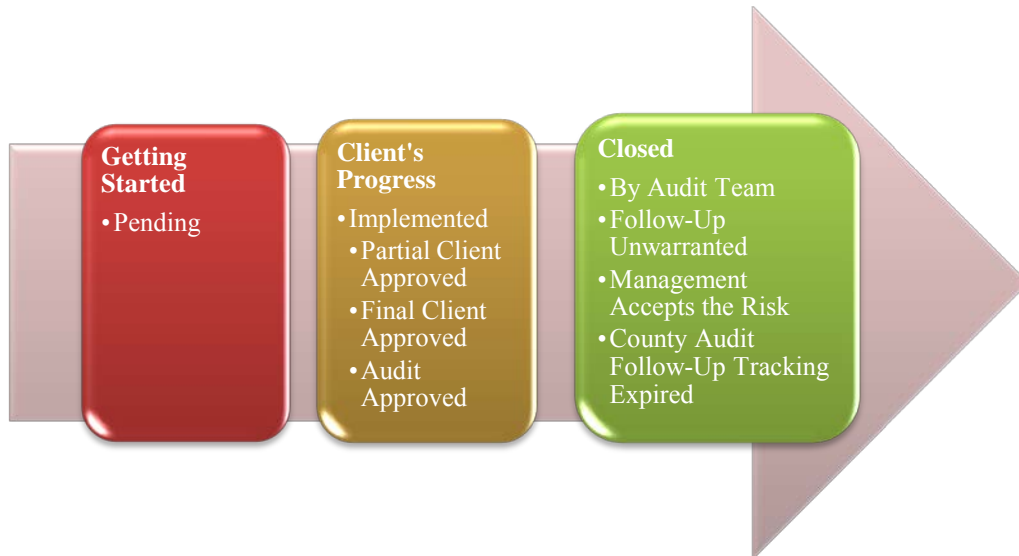 Getting
Started
•Pending
Client's
Progress
•Implemented
•Partial Client
Approved
•Final Client
Approved
•Audit
Approved
Closed
•By Audit Team
•Follow-Up
Unwarranted
•Management
Accepts the Risk
•County Audit
Follow-Up Tracking
Expired